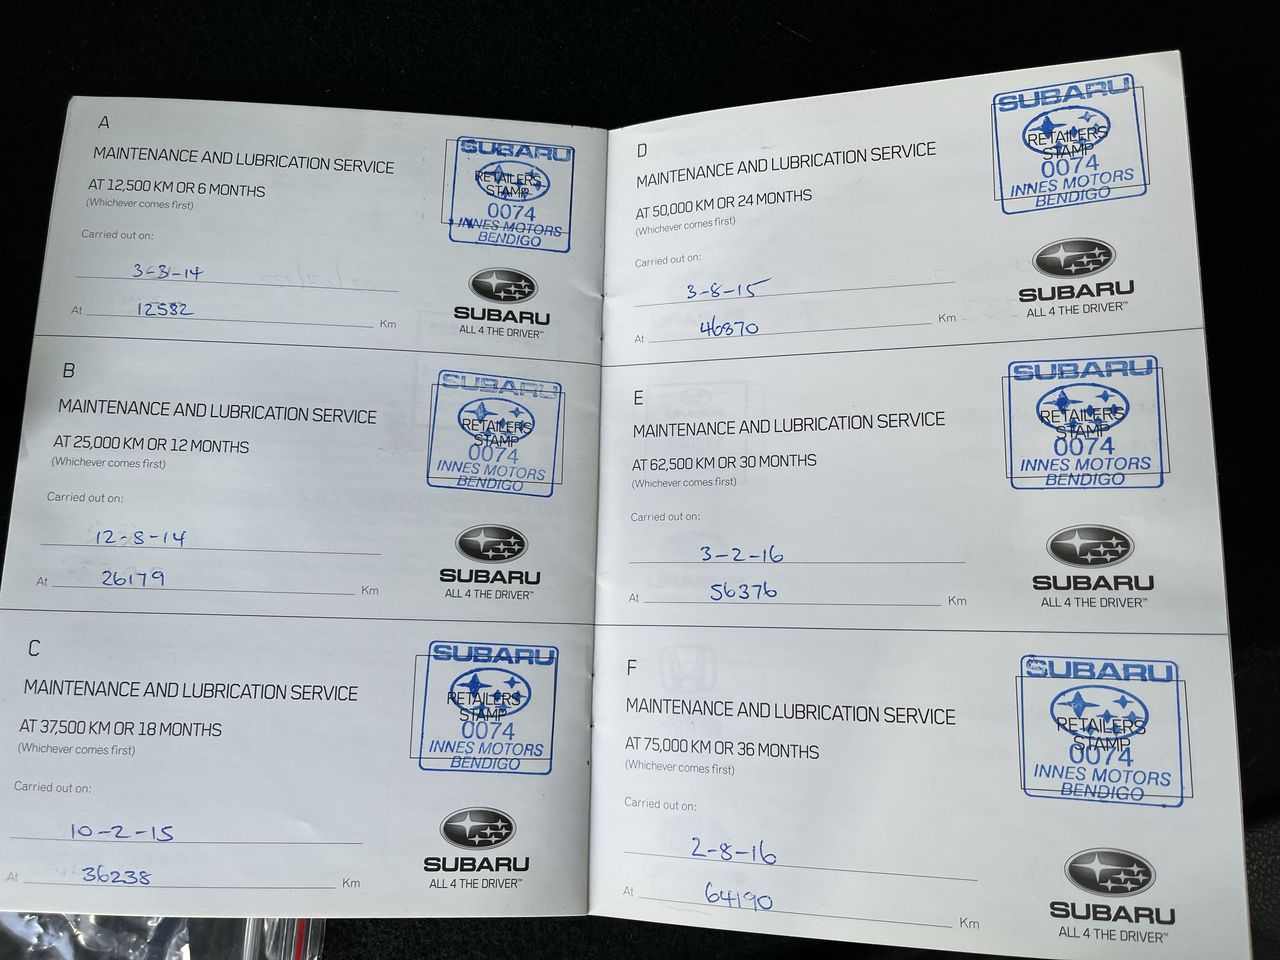 A
MAINTENANCE AND LUBRICATION SERVICE
AT 12,500 KM OR 6 MONTHS
(Whichever comes first)
Carried out on:
3-3-14
At 12582 Km
SUBARU
RETAILERS
STAMP
0074
INNES MOTORS
BENDIGO
SUBARU
ALL 4 THE DRIVER™
B
MAINTENANCE AND LUBRICATION SERVICE
AT 25,000 KM OR 12 MONTHS
(Whichever comes first)
Carried out on:
12-8-14
At 26179 Km
SUBARU
RETAILERS
STAMP
0074
INNES MOTORS
BENDIGO
SUBARU
ALL 4 THE DRIVER™
C
MAINTENANCE AND LUBRICATION SERVICE
AT 37,500 KM OR 18 MONTHS
(Whichever comes first)
Carried out on:
10-2-15
At 36238 Km
SUBARU
RETAILERS
STAMP
0074
INNES MOTORS
BENDIGO
SUBARU
ALL 4 THE DRIVER™
D
MAINTENANCE AND LUBRICATION SERVICE
AT 50,000 KM OR 24 MONTHS
(Whichever comes first)
Carried out on:
3-8-15
At 46870 Km
SUBARU
RETAILERS
STAMP
0074
INNES MOTORS
BENDIGO
SUBARU
ALL 4 THE DRIVER™
E
MAINTENANCE AND LUBRICATION SERVICE
AT 62,500 KM OR 30 MONTHS
(Whichever comes first)
Carried out on:
3-2-16
At 56376 Km
SUBARU
RETAILERS
STAMP
0074
INNES MOTORS
BENDIGO
SUBARU
ALL 4 THE DRIVER™
F
MAINTENANCE AND LUBRICATION SERVICE
AT 75,000 KM OR 36 MONTHS
(Whichever comes first)
Carried out on:
2-8-16
At 64190 Km
SUBARU
RETAILERS
STAMP
0074
INNES MOTORS
BENDIGO
SUBARU
ALL 4 THE DRIVER™